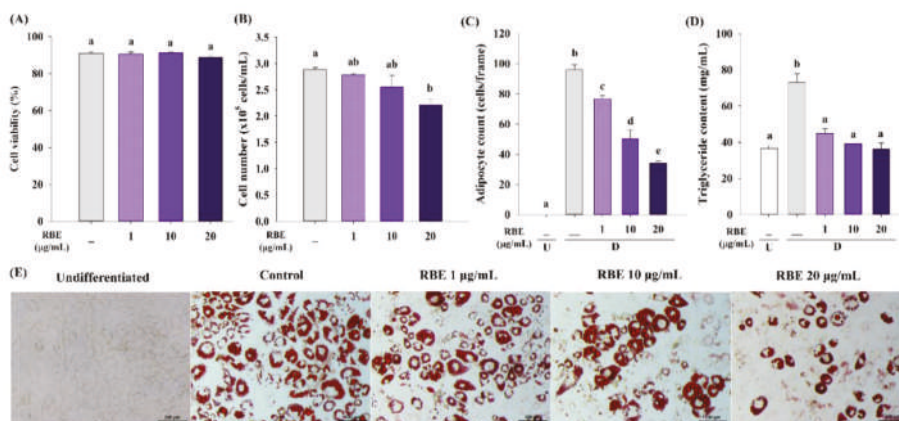 (A)
Cell viability (%)
100
80
60
40
20
0
a a a a
RBE
(µg/mL)
_ 1 10 20
(B)
Cell number (x10⁵ cells/mL)
3.0
2.5
2.0
1.5
1.0
0.5
0.0
a ab ab b
RBE
(µg/mL)
_ 1 10 20
(C)
Adipocyte count (cells/frame)
120
100
80
60
40
20
0
a b c d e
RBE
(µg/mL)
_ — 1 10 20
U D
(D)
Triglyceride content (mg/mL)
100
80
60
40
20
0
a b a a a
RBE
(µg/mL)
_ — 1 10 20
U D
(E)
Undifferentiated Control RBE 1 µg/mL RBE 10 µg/mL RBE 20 µg/mL